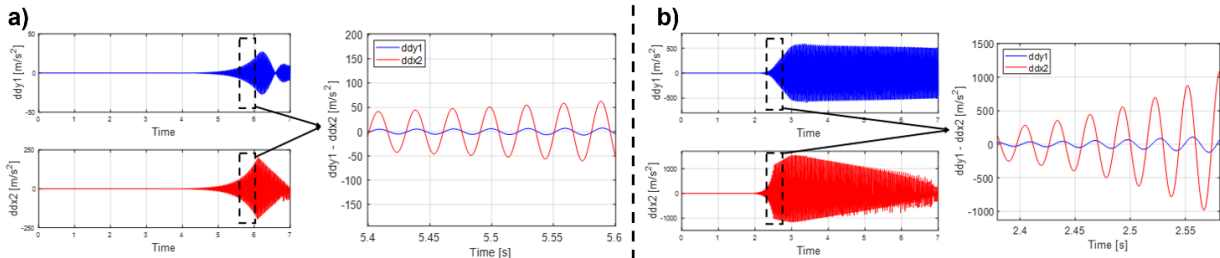 a)
50
0
-50
ddy1 [m/s²]
0 1 2 3 4 5 6 7
Time
250
0
-250
ddx2 [m/s²]
0 1 2 3 4 5 6 7
Time
200
150
100
50
0
-50
-100
-150
ddy1 - ddx2 [m/s²]
ddy1
ddx2
5.4 5.45 5.5 5.55 5.6
Time [s]
b)
500
0
-500
ddy1 [m/s²]
0 1 2 3 4 5 6 7
Time
1000
0
-1000
ddx2 [m/s²]
0 1 2 3 4 5 6 7
Time
1500
1000
500
0
-500
-1000
ddy1 - ddx2 [m/s²]
ddy1
ddx2
2.4 2.45 2.5 2.55
Time [s]